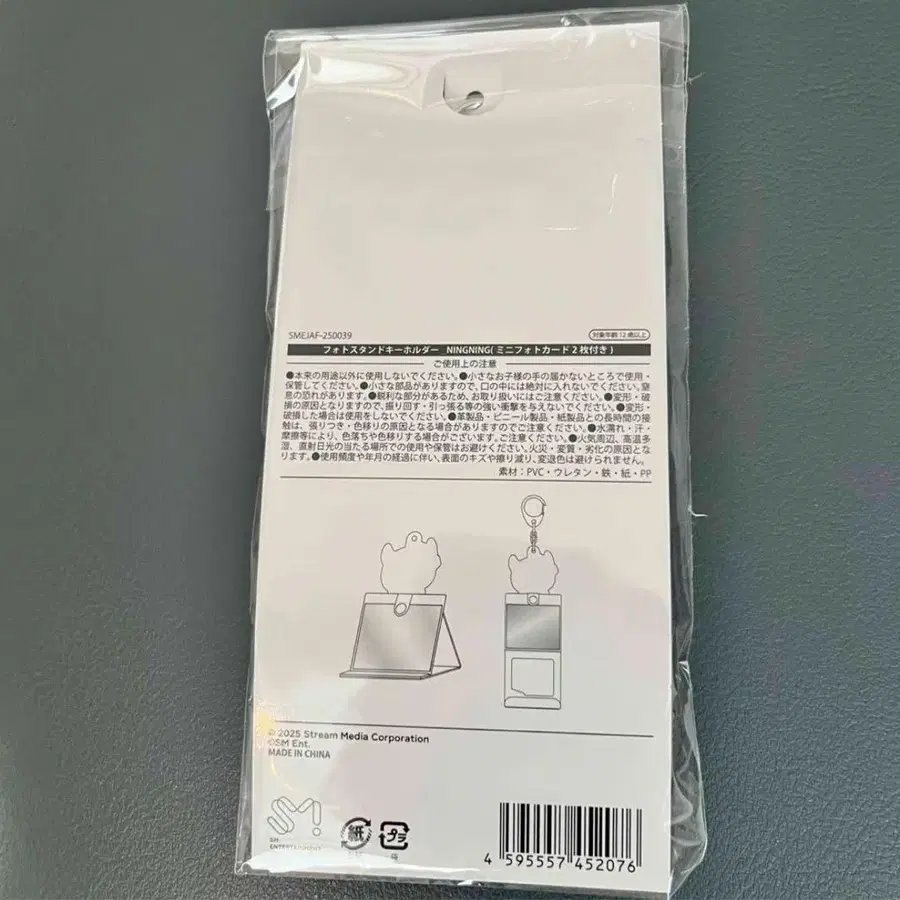 SMEJAF-250039
対象年齢12歳以上
フォトスタンドキーホルダー_NINGNING(ミニフォトカード2枚付き)
ご使用上の注意
●本来の用途以外に使用しないでください。●小さなお子様の手の届かないところで使用・
保管してください。●小さな部品がありますので、口の中には絶対に入れないでください。窒
息の恐れがあります。●鋭利な部分があるため、お取り扱いにはご注意ください。●変形・破
損の原因となりますので、振り回す・引っ張る等の強い衝撃を与えないでください。●変形・
破損した場合は使用をしないでください。●革製品・ビニール製品・紙製品との長時間の接
触は、張りつき・色移りの原因となる場合がありますのでご注意ください。●水濡れ・汗・
摩擦等により、色落ちや色移りする場合がございます。ご注意ください。●火気周辺、高温多
湿、直射日光の当たる場所での使用や保管はお避けください。火災・変質・劣化の原因とな
ります。●使用頻度や年月の経過に伴い、表面のキズや擦り減り、変退色は避けられません。
素材:PVC・ウレタン・鉄・紙・PP
© 2025 Stream Media Corporation
©SM Ent.
MADE IN CHINA
SM!
SM
ENTERTAINMENT
紙
プラ
袋
4 595557 452076